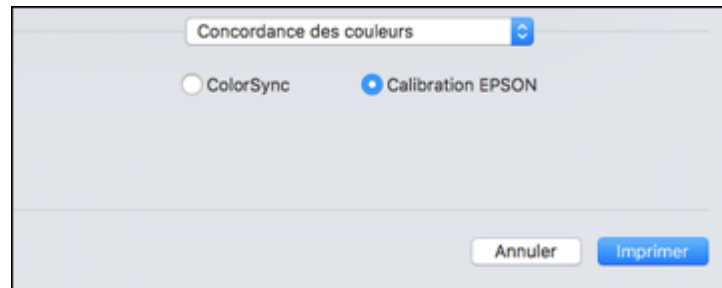 Concordance des couleurs
ColorSync Calibration EPSON
Annuler Imprimer